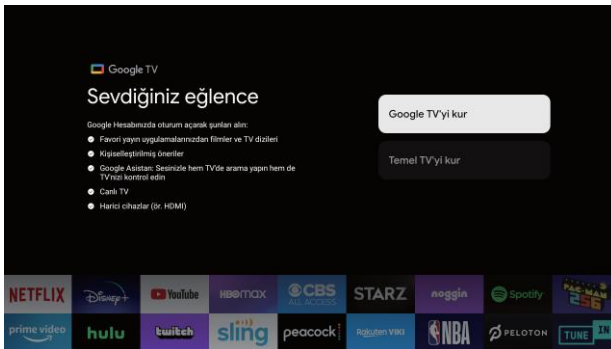 Google TV
Sevdiğiniz eğlence
Google Hesabınızda oturum açarak şunları alın:
Favori yayın uygulamalarınızdan filmler ve TV dizileri
Kişiselleştirilmiş öneriler
Google Asistan: Sesinizle hem TV'de arama yapın hem de
TV'nizi kontrol edin
Canlı TV
Harici cihazlar (ör. HDMI)
Google TV'yi kur
Temel TV'yi kur
NETFLIX Disney+ YouTube HBOmax CBS ALL ACCESS STARZ noggin Spotify PAC-MAN 256
prime video hulu twitch sling peacock Rakuten VIKI NBA PELOTON TUNE IN